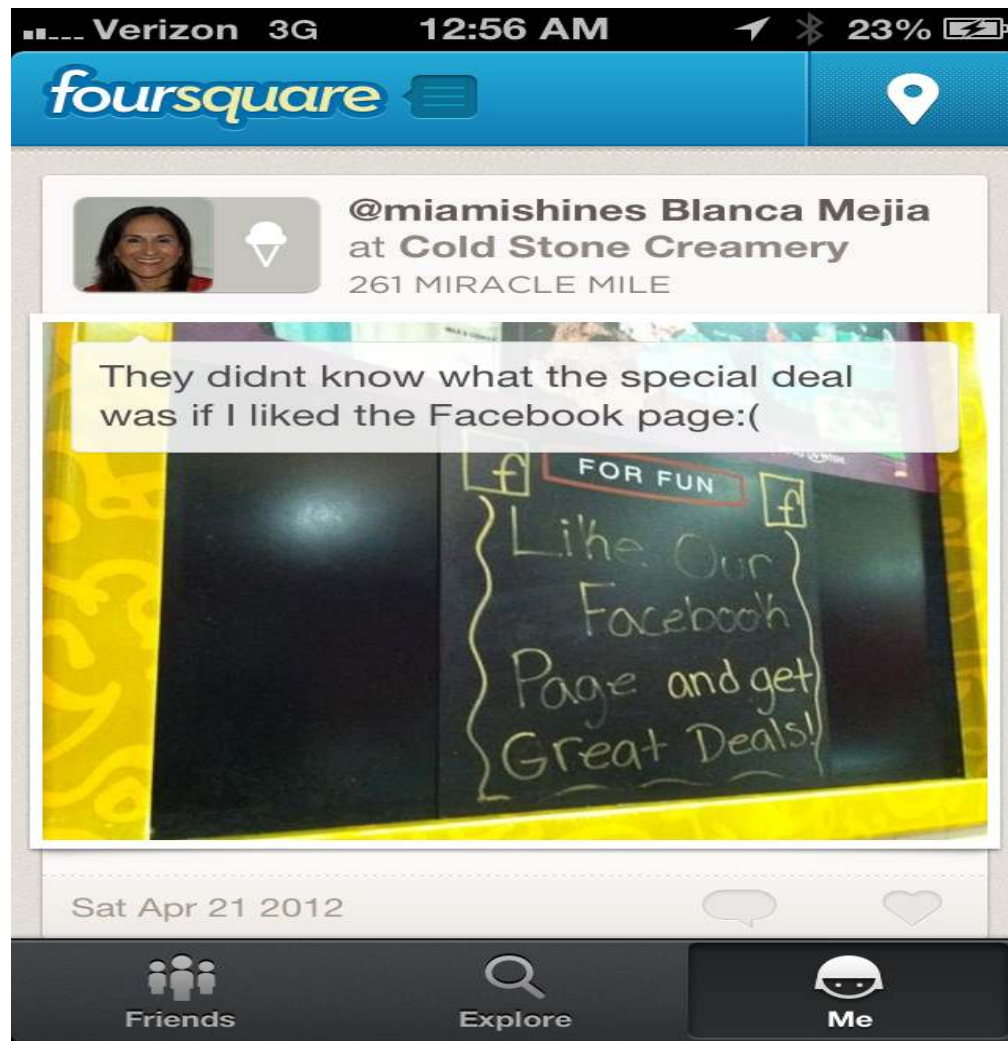 Verizon 3G 12:56 AM 23%
foursquare
@miamishines Blanca Mejia
at Cold Stone Creamery
261 MIRACLE MILE
They didnt know what the special deal
was if I liked the Facebook page:(
f FOR FUN f
Like Our
Facebook
Page and get
Great Deals!
Sat Apr 21 2012
Friends Explore Me